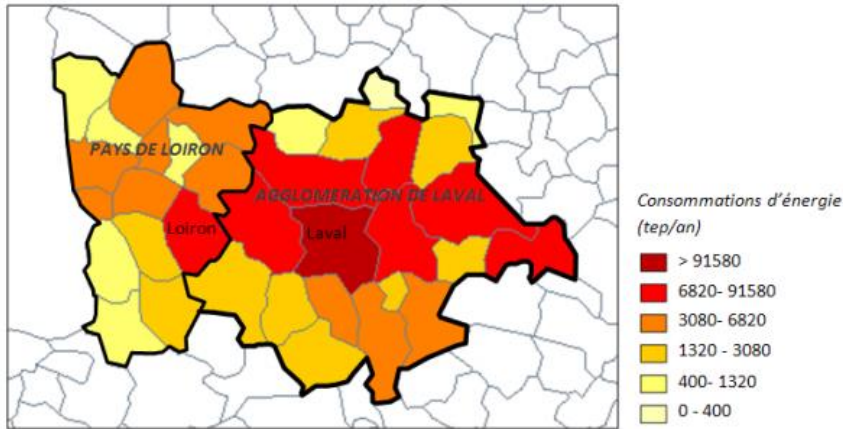 PAYS DE LOIRON
AGGLOMERATION DE LAVAL
Loiron
Laval
Consommations d'énergie
(tep/an)
> 91580
6820- 91580
3080- 6820
1320 - 3080
400- 1320
0 - 400